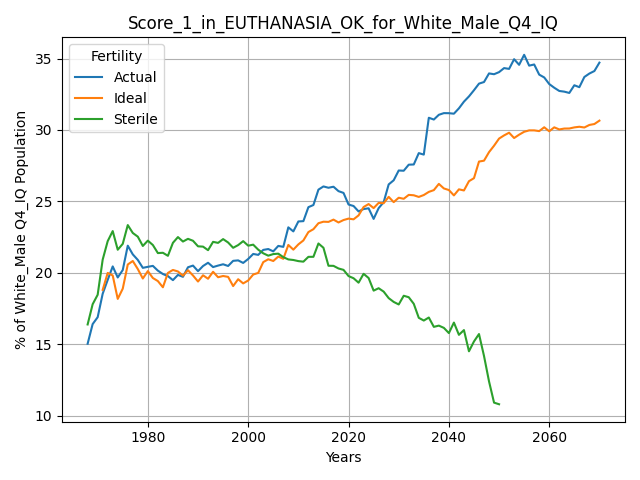 Score_1_in_EUTHANASIA_OK_for_White_Male_Q4_IQ
Fertility
Actual
Ideal
Sterile
% of White_Male Q4_IQ Population
35
30
25
20
15
10
1980
2000
2020
2040
2060
Years